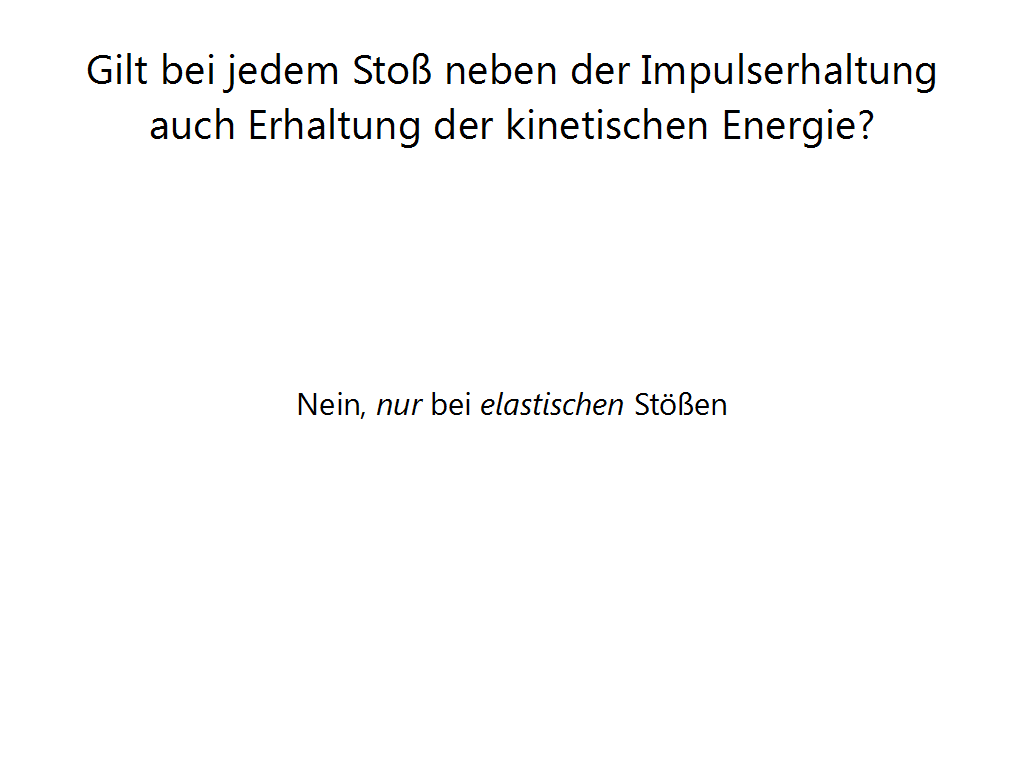 Gilt bei jedem Stoß neben der Impulserhaltung
auch Erhaltung der kinetischen Energie?
Nein, nur bei elastischen Stößen